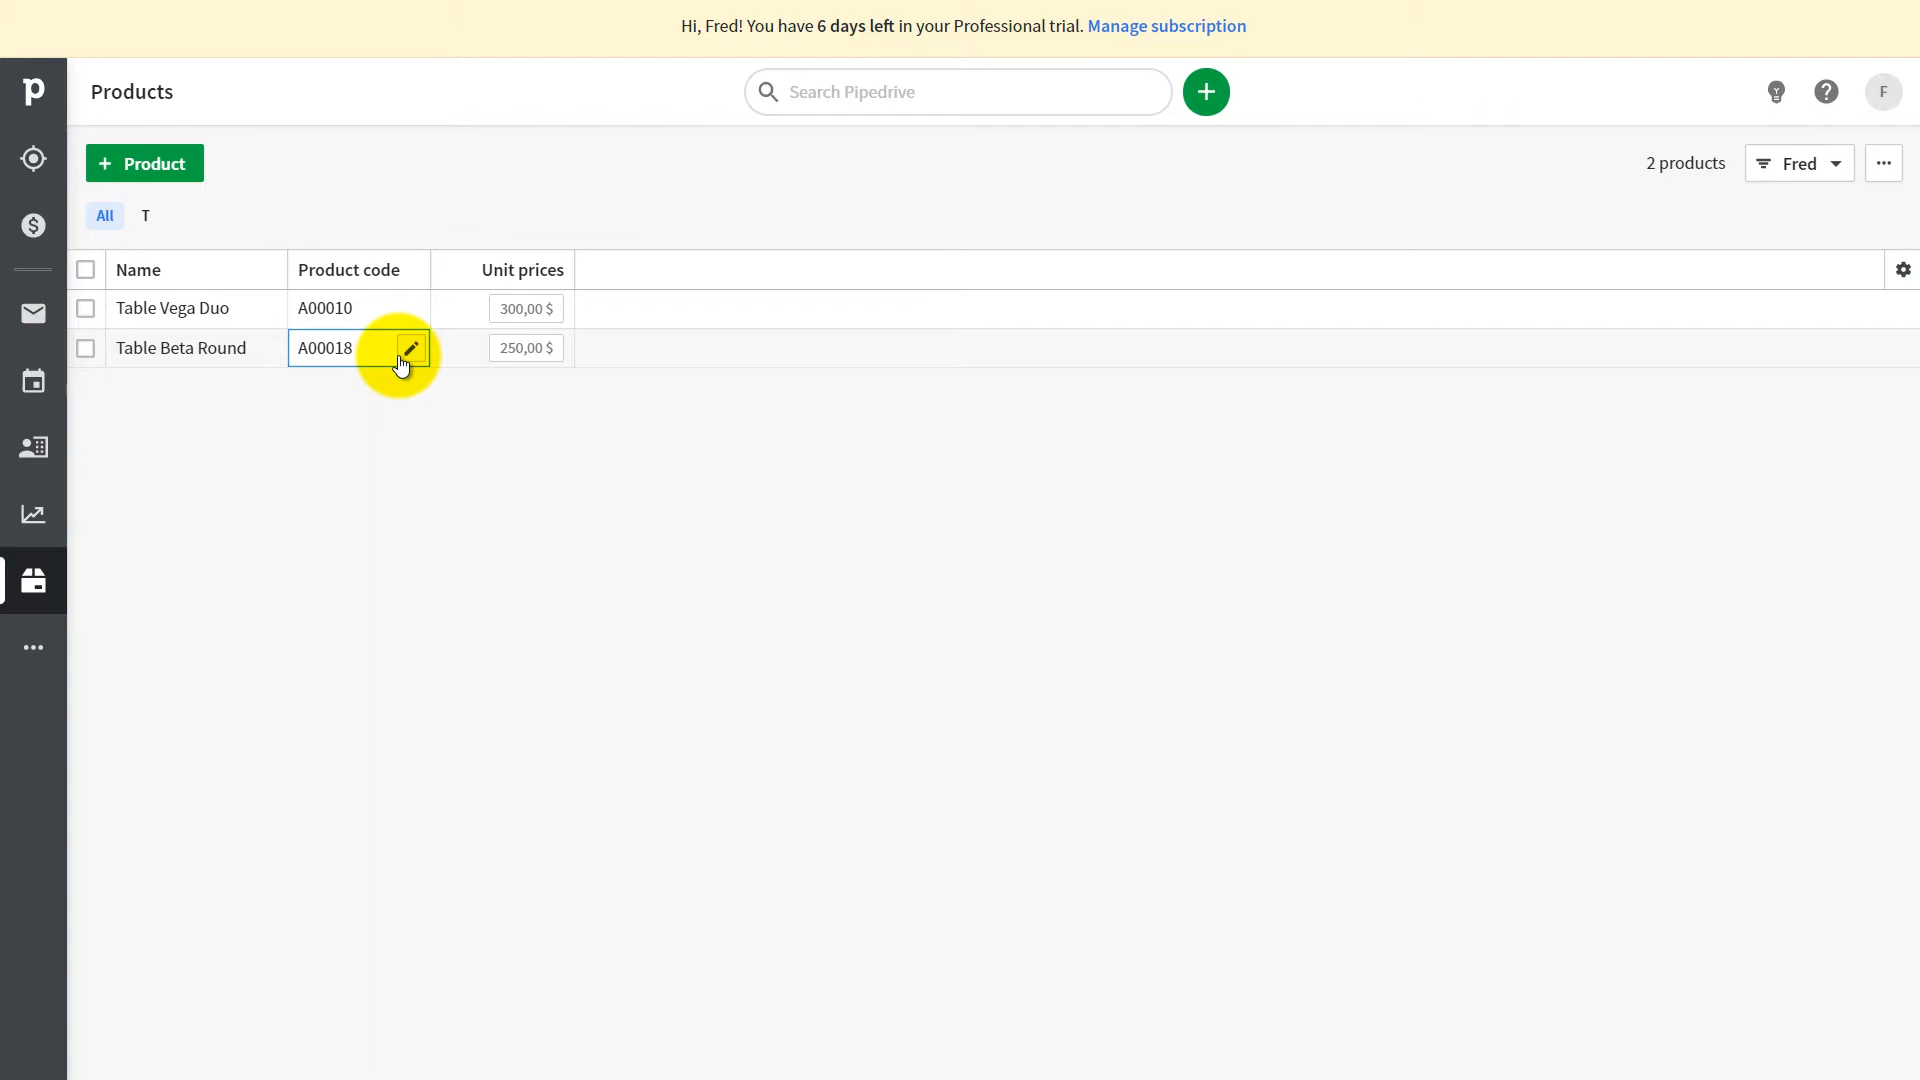 Hi, Fred! You have 6 days left in your Professional trial. Manage subscription
p
Products
Search Pipedrive
+
F
+ Product
2 products
Fred
All T
Name Product code Unit prices
Table Vega Duo A00010 300,00 $
Table Beta Round A00018 250,00 $